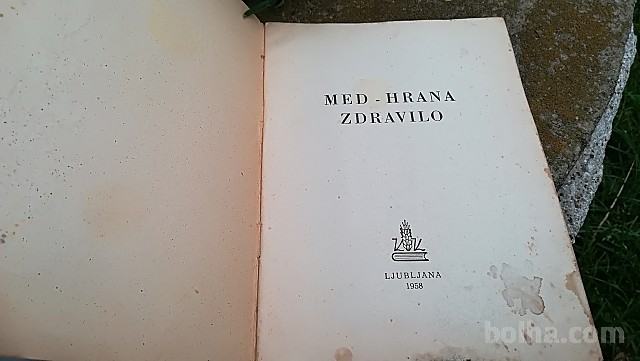 MED - HRANA
ZDRAVILO
LJUBLJANA
1958
bolha.com